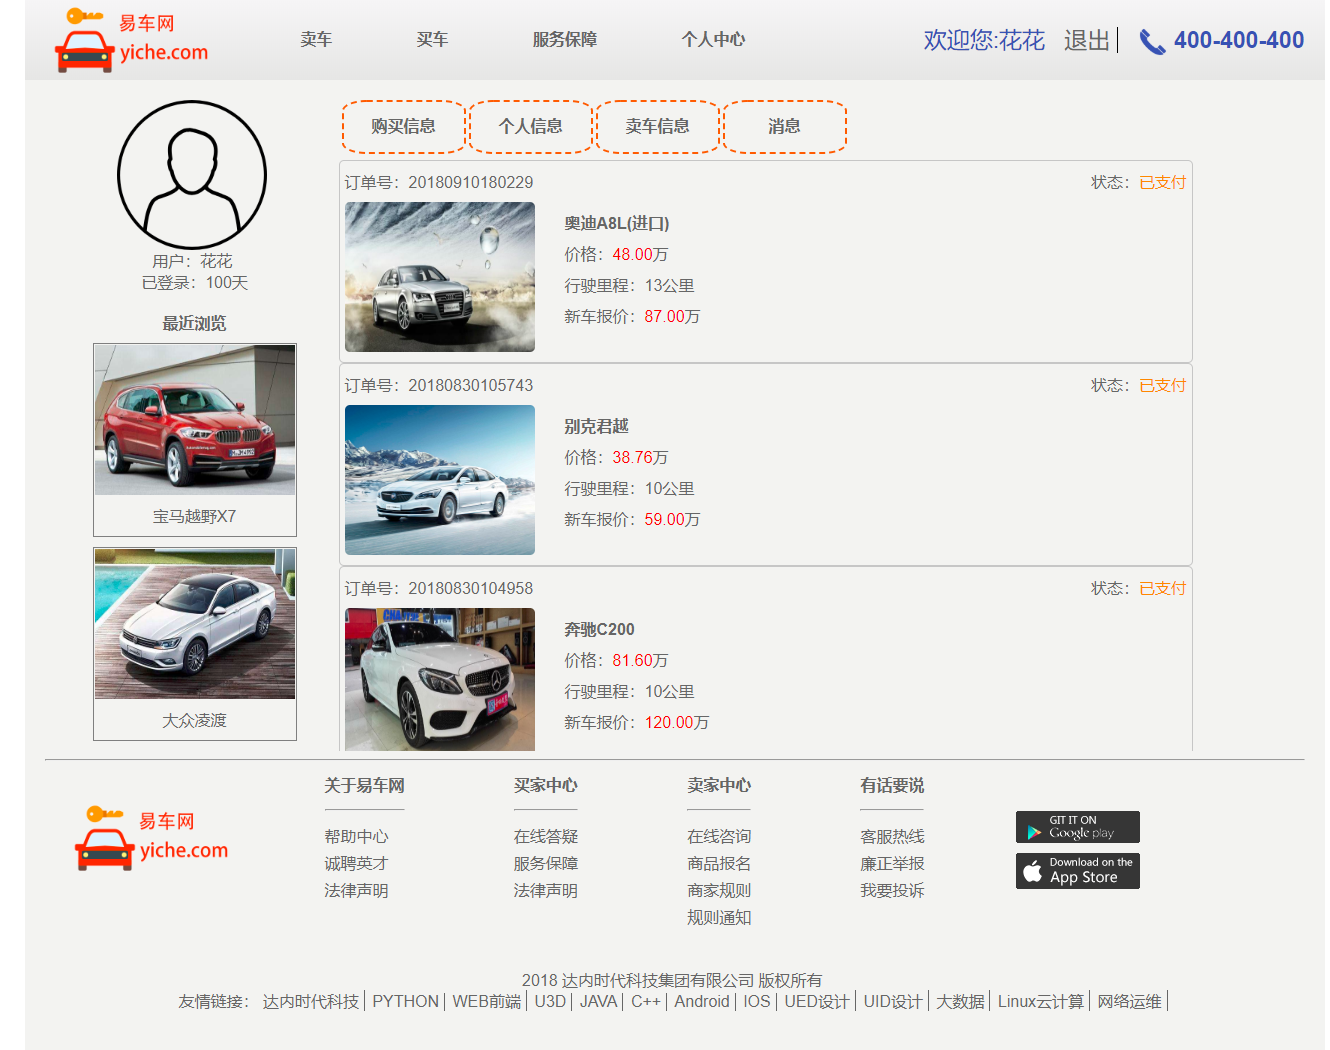 易车网
yiche.com
卖车 买车 服务保障 个人中心 欢迎您:花花 退出 400-400-400
用户：花花
已登录：100天
最近浏览
宝马越野X7
大众凌渡
购买信息 个人信息 卖车信息 消息
订单号：20180910180229 状态：已支付
奥迪A8L(进口)
价格：48.00万
行驶里程：13公里
新车报价：87.00万
订单号：20180830105743 状态：已支付
别克君越
价格：38.76万
行驶里程：10公里
新车报价：59.00万
订单号：20180830104958 状态：已支付
奔驰C200
价格：81.60万
行驶里程：10公里
新车报价：120.00万
易车网
yiche.com
关于易车网
帮助中心
诚聘英才
法律声明
买家中心
在线答疑
服务保障
法律声明
卖家中心
在线咨询
商品报名
商家规则
规则通知
有话要说
客服热线
廉正举报
我要投诉
GIT IT ON
Google play
Download on the
App Store
2018 达内时代科技集团有限公司 版权所有
友情链接： 达内时代科技 PYTHON WEB前端 U3D JAVA C++ Android IOS UED设计 UID设计 大数据 Linux云计算 网络运维